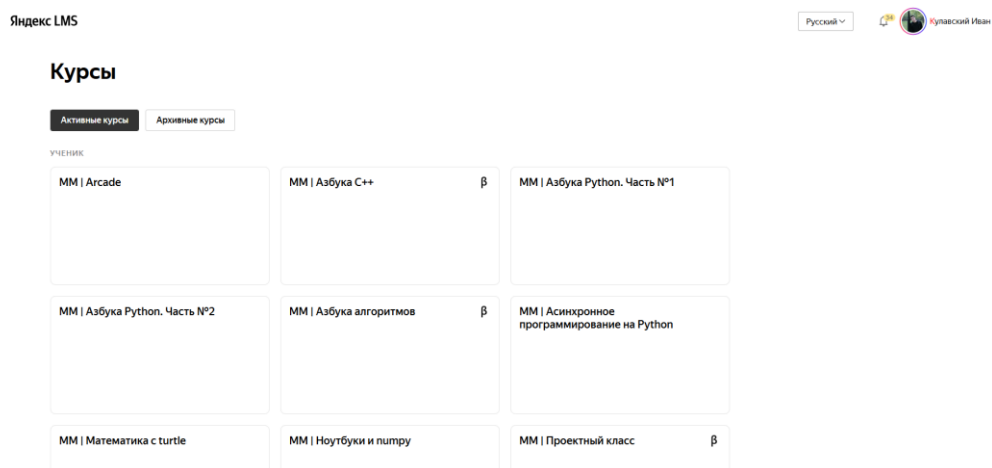 Яндекс LMS
Русский
54
Кулавский Иван
Курсы
Активные курсы
Архивные курсы
УЧЕНИК
ММ | Arcade
ММ | Азбука C++
β
ММ | Азбука Python. Часть №1
ММ | Азбука Python. Часть №2
ММ | Азбука алгоритмов
β
ММ | Асинхронное
программирование на Python
ММ | Математика с turtle
ММ | Ноутбуки и numpy
ММ | Проектный класс
β